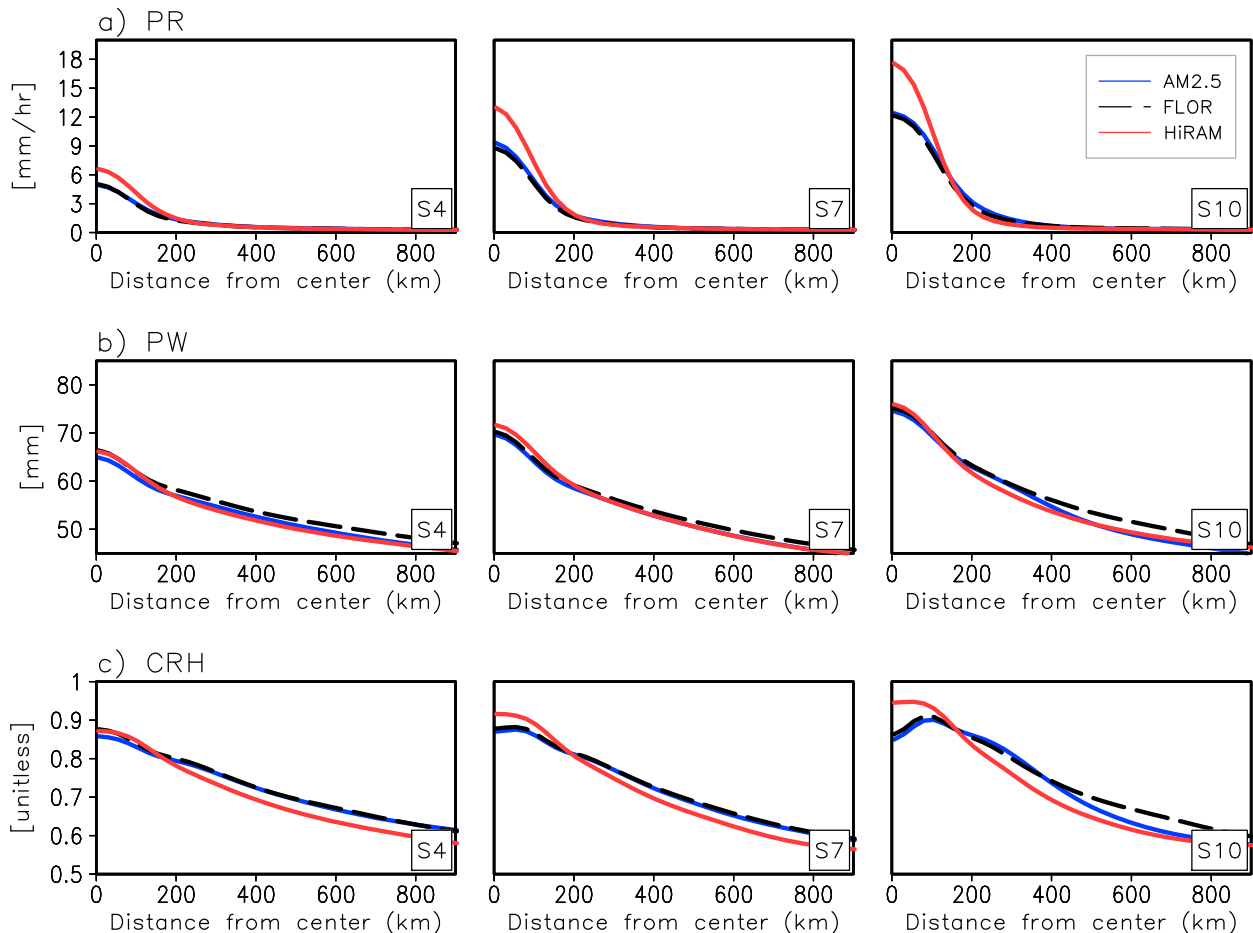 a) PR
18
15
12
9
6
3
0
[mm/hr]
S4
S7
S10
AM2.5
FLOR
HiRAM
0 200 400 600 800
0 200 400 600 800
0 200 400 600 800
Distance from center (km)
Distance from center (km)
Distance from center (km)
b) PW
80
70
60
50
[mm]
S4
S7
S10
0 200 400 600 800
0 200 400 600 800
0 200 400 600 800
Distance from center (km)
Distance from center (km)
Distance from center (km)
c) CRH
1
0.9
0.8
0.7
0.6
0.5
[unitless]
S4
S7
S10
0 200 400 600 800
0 200 400 600 800
0 200 400 600 800
Distance from center (km)
Distance from center (km)
Distance from center (km)